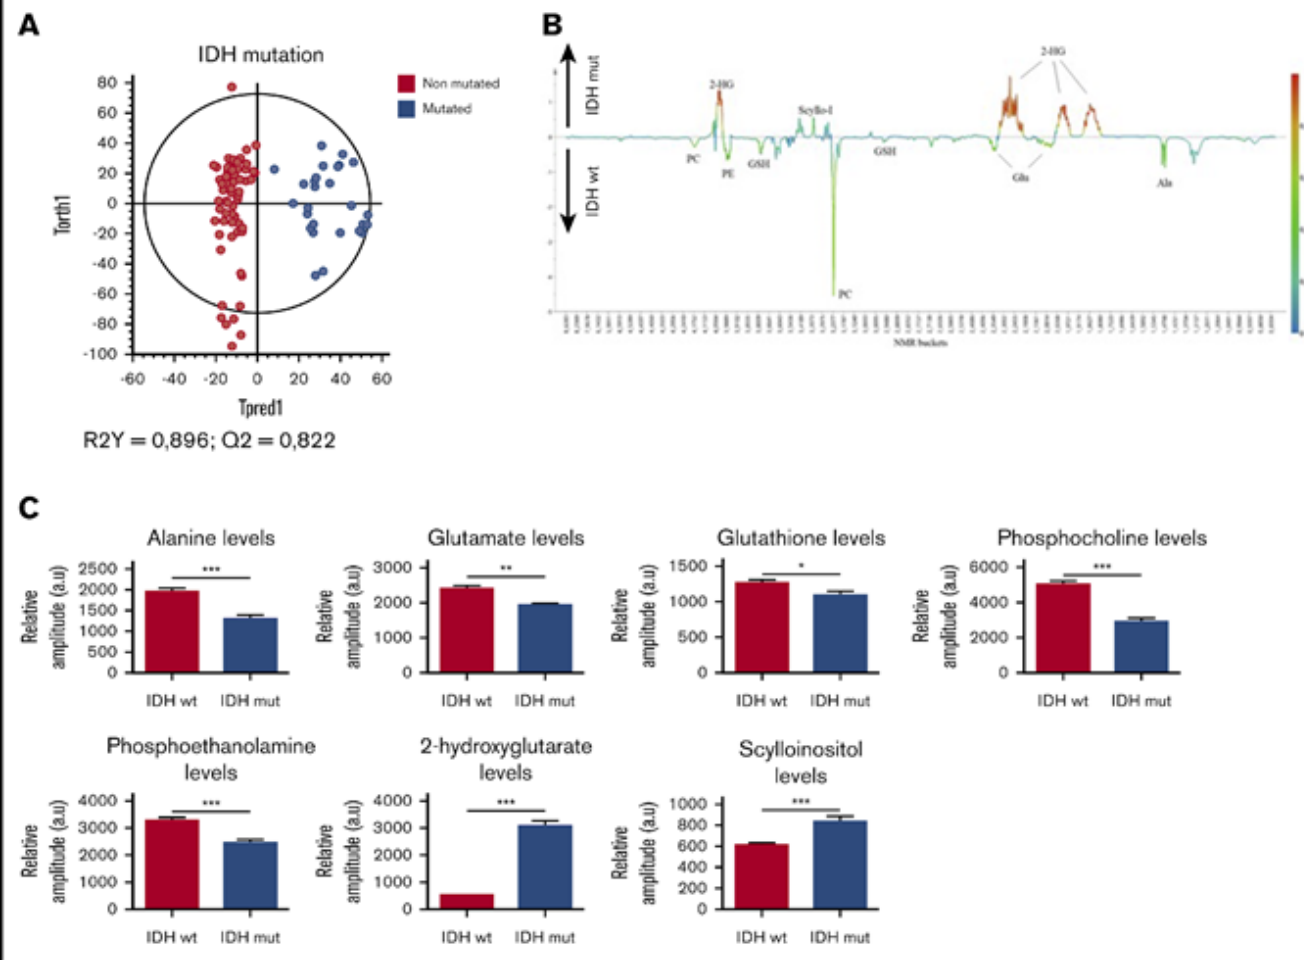 A
IDH mutation
Non mutated
Mutated
80
60
40
20
0
-20
-40
-60
-80
-100
Torth1
-60 -40 -20 0 20 40 60
Tpred1
R2Y = 0,896; Q2 = 0,822
B
IDH mut
IDH wt
2-HG
2-HG
Scyllo-I
PC
PE
GSH
GSH
Glu
Ala
PC
NMR buckets
C
Alanine levels
Relative
amplitude (a.u)
2500
2000
1500
1000
500
0
***
IDH wt IDH mut
Glutamate levels
Relative
amplitude (a.u)
3000
2000
1000
0
**
IDH wt IDH mut
Glutathione levels
Relative
amplitude (a.u)
1500
1000
500
0
*
IDH wt IDH mut
Phosphocholine levels
Relative
amplitude (a.u)
6000
4000
2000
0
***
IDH wt IDH mut
Phosphoethanolamine
levels
Relative
amplitude (a.u)
4000
3000
2000
1000
0
***
IDH wt IDH mut
2-hydroxyglutarate
levels
Relative
amplitude (a.u)
4000
3000
2000
1000
0
***
IDH wt IDH mut
Scylloinositol
levels
Relative
amplitude (a.u)
1000
800
600
400
200
0
***
IDH wt IDH mut